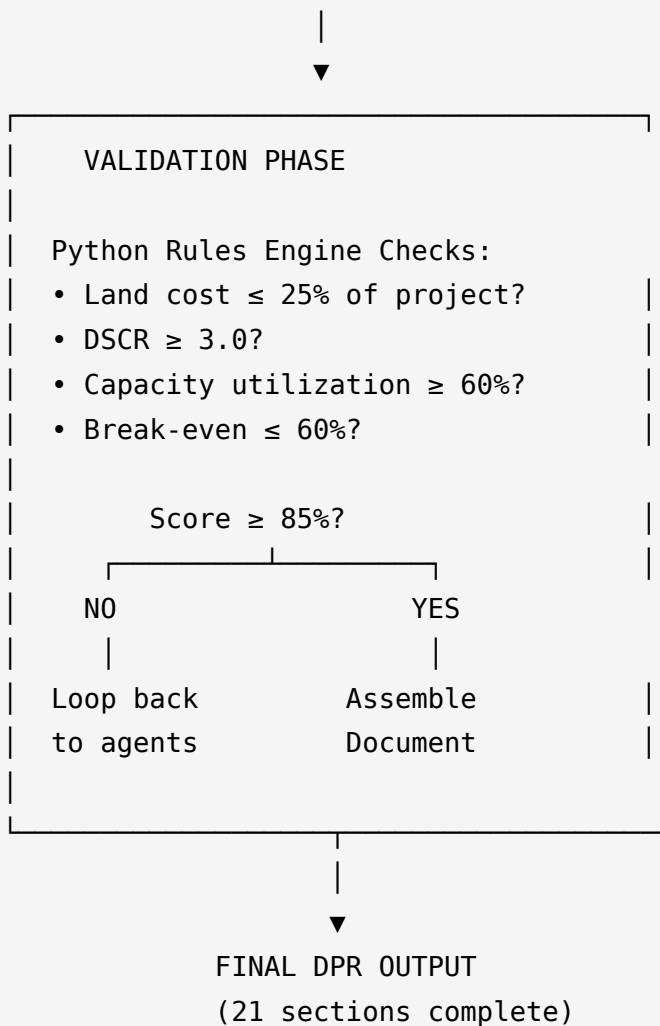 VALIDATION PHASE
Python Rules Engine Checks:
• Land cost ≤ 25% of project?
• DSCR ≥ 3.0?
• Capacity utilization ≥ 60%?
• Break-even ≤ 60%?
Score ≥ 85%?
NO YES
Loop back Assemble
to agents Document
FINAL DPR OUTPUT
(21 sections complete)